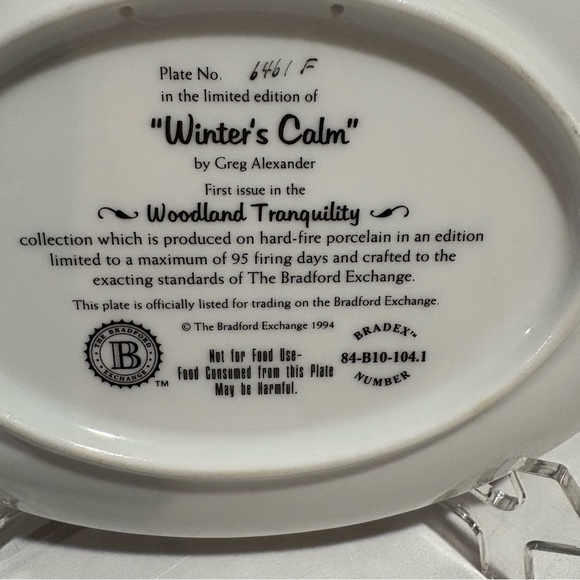 Plate No. 6461 F
in the limited edition of
"Winter's Calm"
by Greg Alexander
First issue in the
Woodland Tranquility
collection which is produced on hard-fire porcelain in an edition
limited to a maximum of 95 firing days and crafted to the
exacting standards of The Bradford Exchange.
This plate is officially listed for trading on the Bradford Exchange.
© The Bradford Exchange 1994
THE BRADFORD
B
EXCHANGE
TM
Not for Food Use-
Food Consumed from this Plate
May be Harmful.
BRADEX™
84-B10-104.1
NUMBER